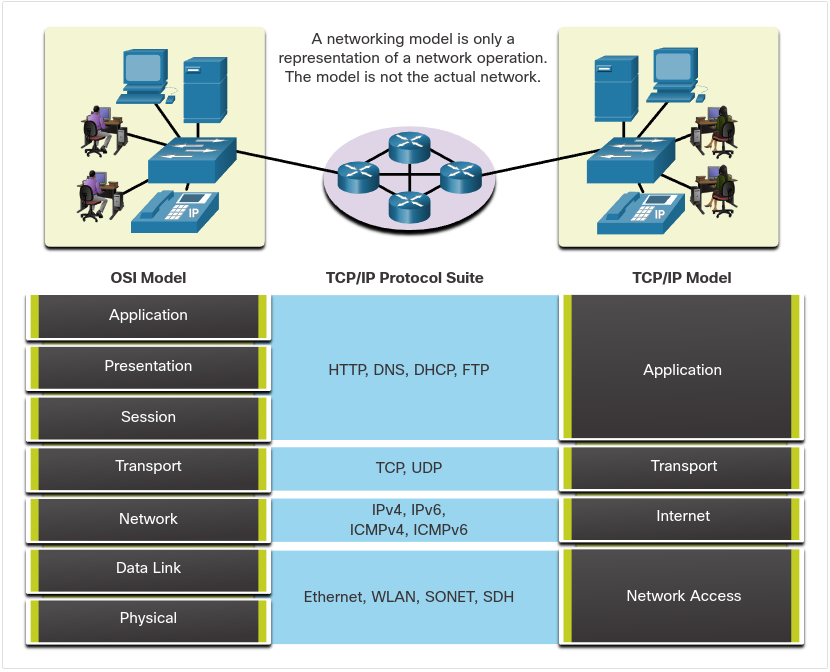 A networking model is only a
representation of a network operation.
The model is not the actual network.
IP
IP
OSI Model
TCP/IP Protocol Suite
TCP/IP Model
Application
Presentation
Session
HTTP, DNS, DHCP, FTP
Application
Transport
TCP, UDP
Transport
Network
IPv4, IPv6,
ICMPv4, ICMPv6
Internet
Data Link
Physical
Ethernet, WLAN, SONET, SDH
Network Access